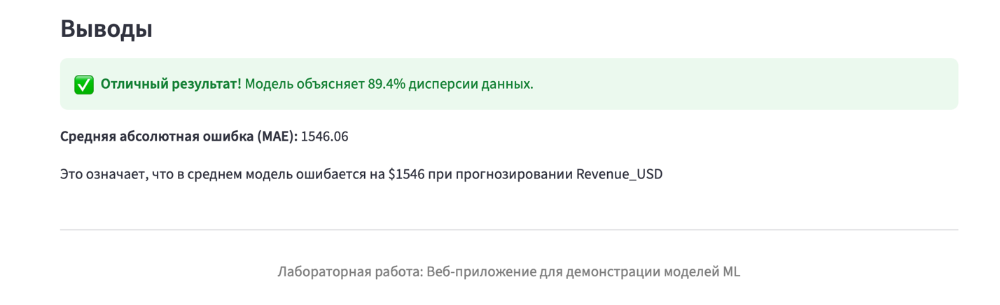 Выводы
✅ Отличный результат! Модель объясняет 89.4% дисперсии данных.
Средняя абсолютная ошибка (MAE): 1546.06
Это означает, что в среднем модель ошибается на $1546 при прогнозировании Revenue_USD
Лабораторная работа: Веб-приложение для демонстрации моделей ML